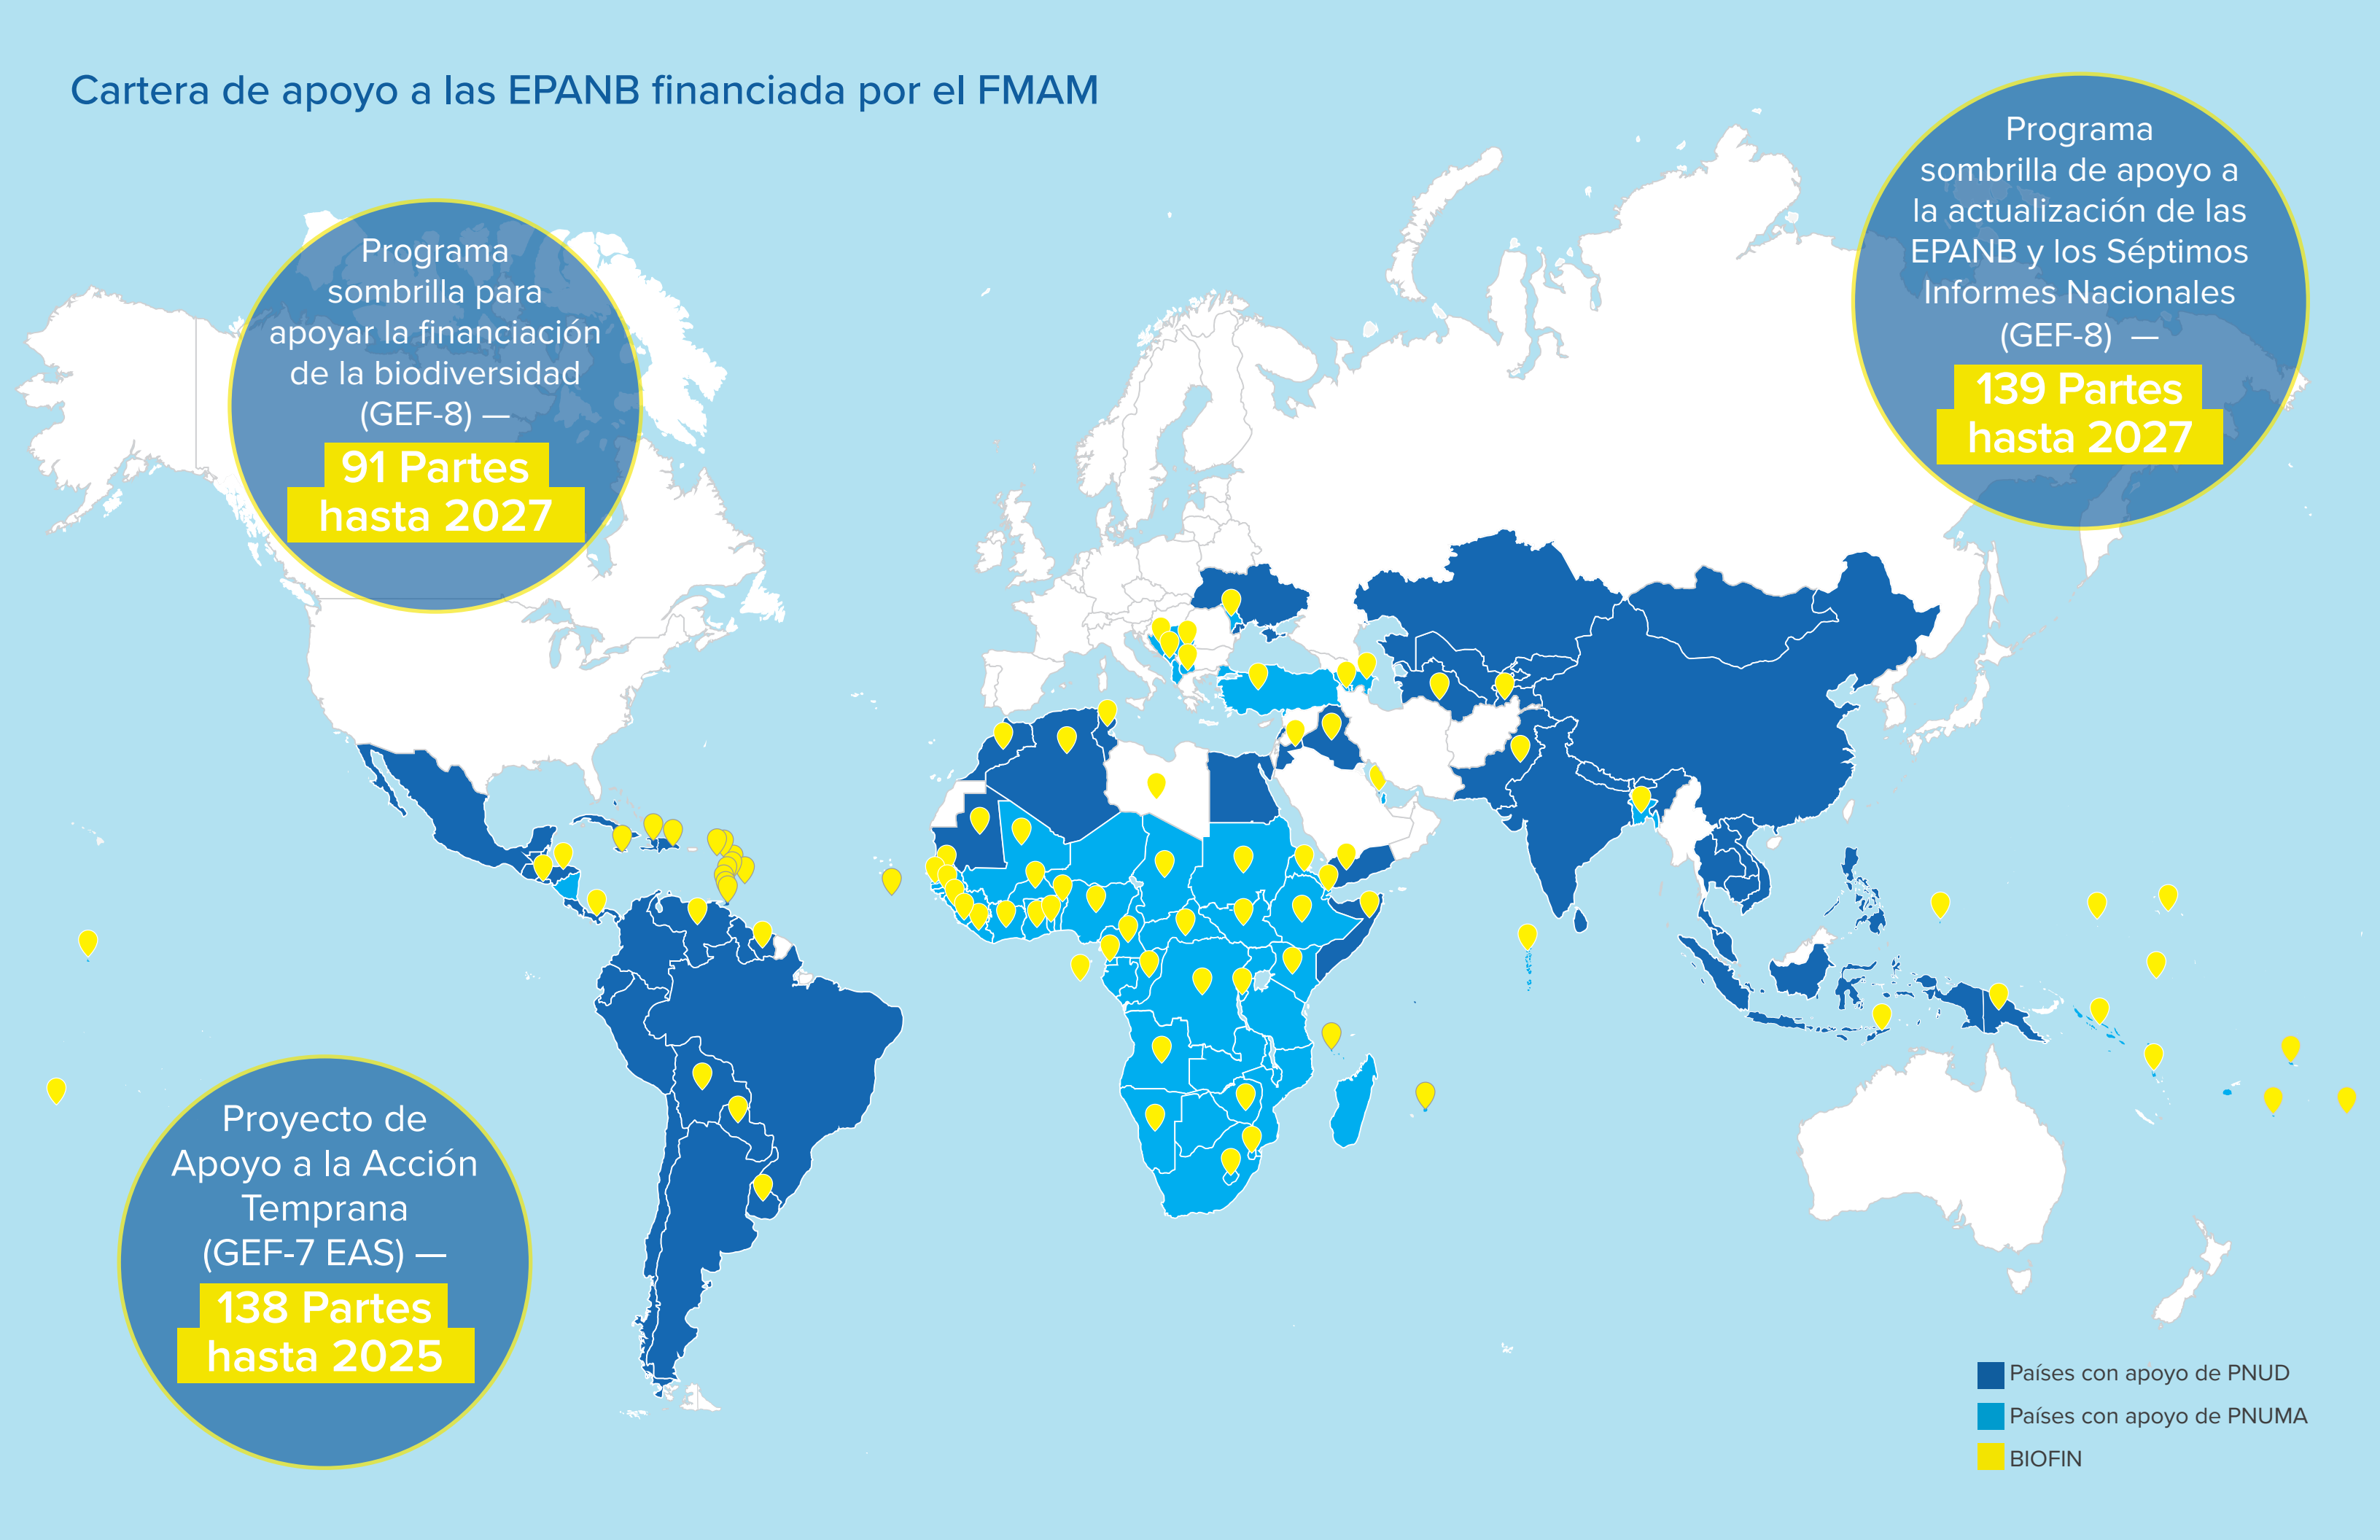 Cartera de apoyo a las EPANB financiada por el FMAM
Programa
sombrilla para
apoyar la financiación
de la biodiversidad
(GEF-8) —
91 Partes
hasta 2027
Programa
sombrilla de apoyo a
la actualización de las
EPANB y los Séptimos
Informes Nacionales
(GEF-8) —
139 Partes
hasta 2027
Proyecto de
Apoyo a la Acción
Temprana
(GEF-7 EAS) —
138 Partes
hasta 2025
Países con apoyo de PNUD
Países con apoyo de PNUMA
BIOFIN